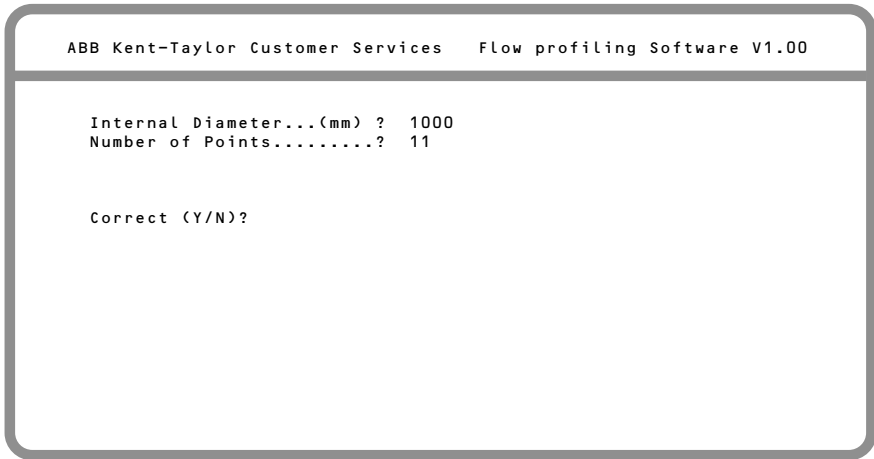 ABB Kent-Taylor Customer Services Flow profiling Software V1.00
Internal Diameter...(mm) ? 1000
Number of Points.........? 11
Correct (Y/N)?